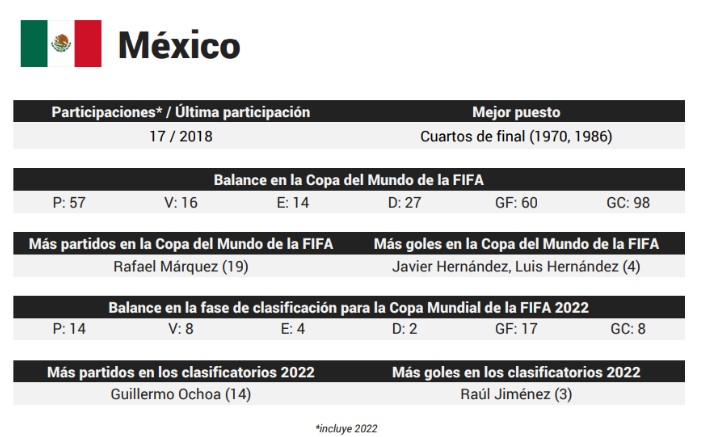 México
Participaciones* / Última participación Mejor puesto
17 / 2018 Cuartos de final (1970, 1986)
Balance en la Copa del Mundo de la FIFA
P: 57 V: 16 E: 14 D: 27 GF: 60 GC: 98
Más partidos en la Copa del Mundo de la FIFA Más goles en la Copa del Mundo de la FIFA
Rafael Márquez (19) Javier Hernández, Luis Hernández (4)
Balance en la fase de clasificación para la Copa Mundial de la FIFA 2022
P: 14 V: 8 E: 4 D: 2 GF: 17 GC: 8
Más partidos en los clasificatorios 2022 Más goles en los clasificatorios 2022
Guillermo Ochoa (14) Raúl Jiménez (3)
*incluye 2022